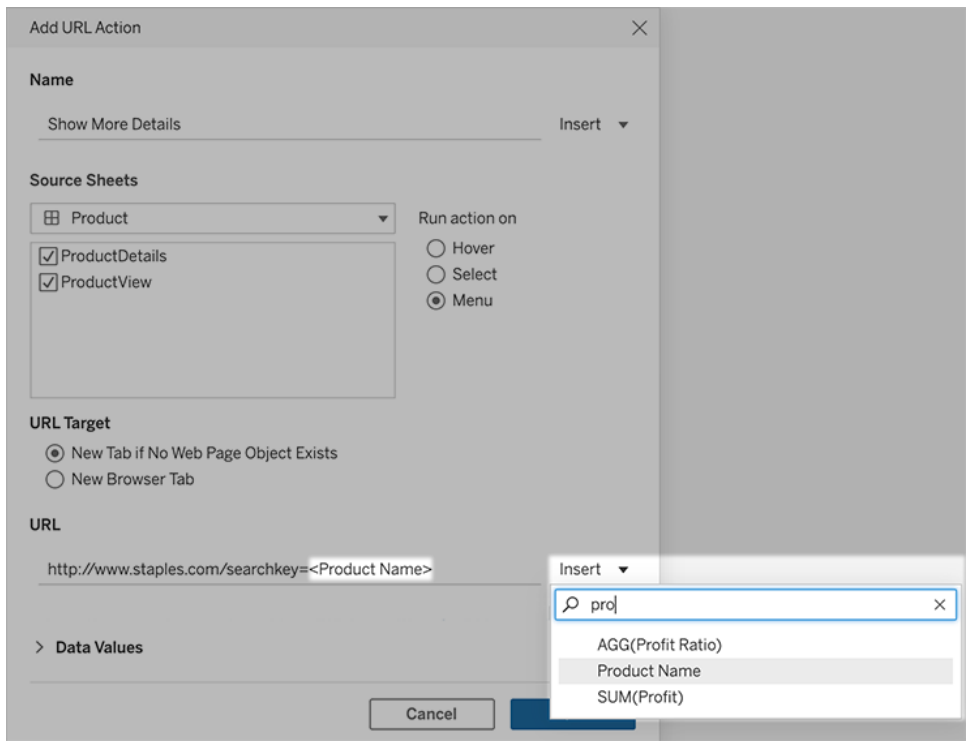 Add URL Action
Name
Show More Details
Insert
Source Sheets
Product
Run action on
ProductDetails
ProductView
Hover
Select
Menu
URL Target
New Tab if No Web Page Object Exists
New Browser Tab
URL
http://www.staples.com/searchkey=<Product Name>
Insert
pro
AGG(Profit Ratio)
Product Name
SUM(Profit)
Data Values
Cancel